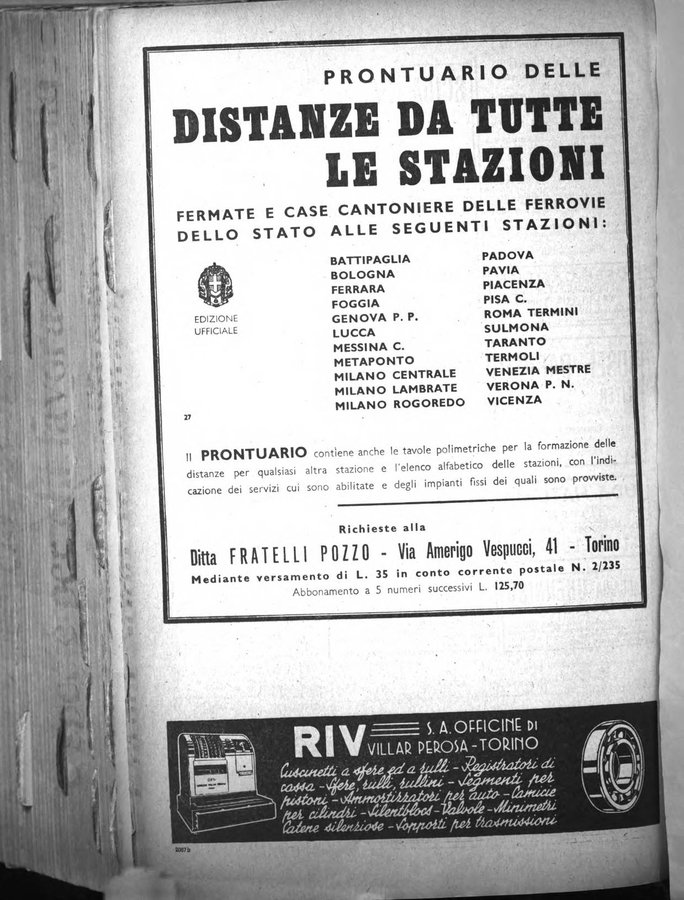 PRONTUARIO DELLE
DISTANZE DA TUTTE
LE STAZIONI
FERMATE E CASE CANTONIERE DELLE FERROVIE
DELLO STATO ALLE SEGUENTI STAZIONI:
EDIZIONE
UFFICIALE
BATTIPAGLIA
BOLOGNA
FERRARA
FOGGIA
GENOVA P. P.
LUCCA
MESSINA C.
METAPONTO
MILANO CENTRALE
MILANO LAMBRATE
MILANO ROGOREDO
PADOVA
PAVIA
PIACENZA
PISA C.
ROMA TERMINI
SULMONA
TARANTO
TERMOLI
VENEZIA MESTRE
VERONA P. N.
VICENZA
27
Il PRONTUARIO contiene anche le tavole polimetriche per la formazione delle
distanze per qualsiasi altra stazione e l'elenco alfabetico delle stazioni, con l'indi-
cazione dei servizi cui sono abilitate e degli impianti fissi dei quali sono provviste.
Richieste alla
Ditta FRATELLI POZZO - Via Amerigo Vespucci, 41 - Torino
Mediante versamento di L. 35 in conto corrente postale N. 2/235
Abbonamento a 5 numeri successivi L. 125,70
RIV S. A. OFFICINE DI
VILLAR PEROSA - TORINO
Cuscinetti a sfere ed a rulli - Registratori di
cassa - Sfere, rulli, rullini - Segmenti per
pistoni - Ammortizzatori per auto - Camicie
per cilindri - Silentblocs - Valvole - Minimetri
Catene silenziose - Sopporti per trasmissioni